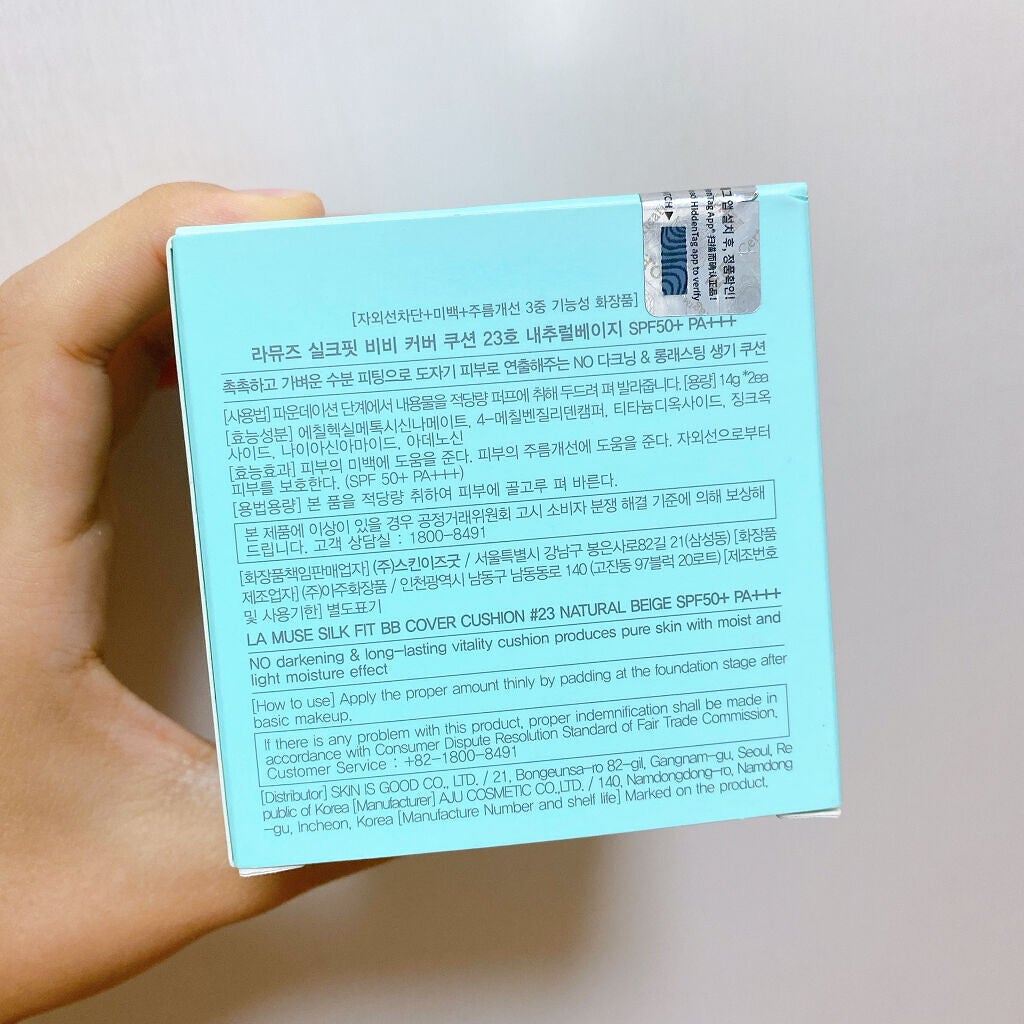 그 앱 설치 후, 정품확인!
nTag App" 扫描而确认正品!
HiddenTag app to verify
[자외선차단+미백+주름개선 3중 기능성 화장품]
라뮤즈 실크핏 비비 커버 쿠션 23호 내추럴베이지 SPF50+ PA+++
촉촉하고 가벼운 수분 피팅으로 도자기 피부로 연출해주는 NO 다크닝 & 롱래스팅 생기 쿠션
[사용법] 파운데이션 단계에서 내용물을 적당량 퍼프에 취해 두드려 펴 발라줍니다. [용량] 14g *2ea
[효능성분] 에칠헥실메톡시신나메이트, 4-메칠벤질리덴캠퍼, 티타늄디옥사이드, 징크옥
사이드, 나이아신아마이드, 아데노신
[효능효과] 피부의 미백에 도움을 준다. 피부의 주름개선에 도움을 준다. 자외선으로부터
피부를 보호한다. (SPF 50+ PA+++)
[용법용량] 본 품을 적당량 취하여 피부에 골고루 펴 바른다.
본 제품에 이상이 있을 경우 공정거래위원회 고시 소비자 분쟁 해결 기준에 의해 보상해
드립니다. 고객 상담실 : 1800-8491
[화장품책임판매업자] (주)스킨이즈굿 / 서울특별시 강남구 봉은사로82길 21(삼성동) [화장품
제조업자] (주)아주화장품 / 인천광역시 남동구 남동동로 140 (고잔동 97블럭 20로트) [제조번호
및 사용기한] 별도표기
LA MUSE SILK FIT BB COVER CUSHION #23 NATURAL BEIGE SPF50+ PA+++
NO darkening & long-lasting vitality cushion produces pure skin with moist and
light moisture effect
[How to use] Apply the proper amount thinly by padding at the foundation stage after
basic makeup.
If there is any problem with this product, proper indemnification shall be made in
accordance with Consumer Dispute Resolution Standard of Fair Trade Commission.
Customer Service : +82-1800-8491
[Distributor] SKIN IS GOOD CO., LTD. / 21, Bongeunsa-ro 82-gil, Gangnam-gu, Seoul, Re
public of Korea [Manufacturer] AJU COSMETIC CO.,LTD. / 140, Namdongdong-ro, Namdong
-gu, Incheon, Korea [Manufacture Number and shelf life] Marked on the product.